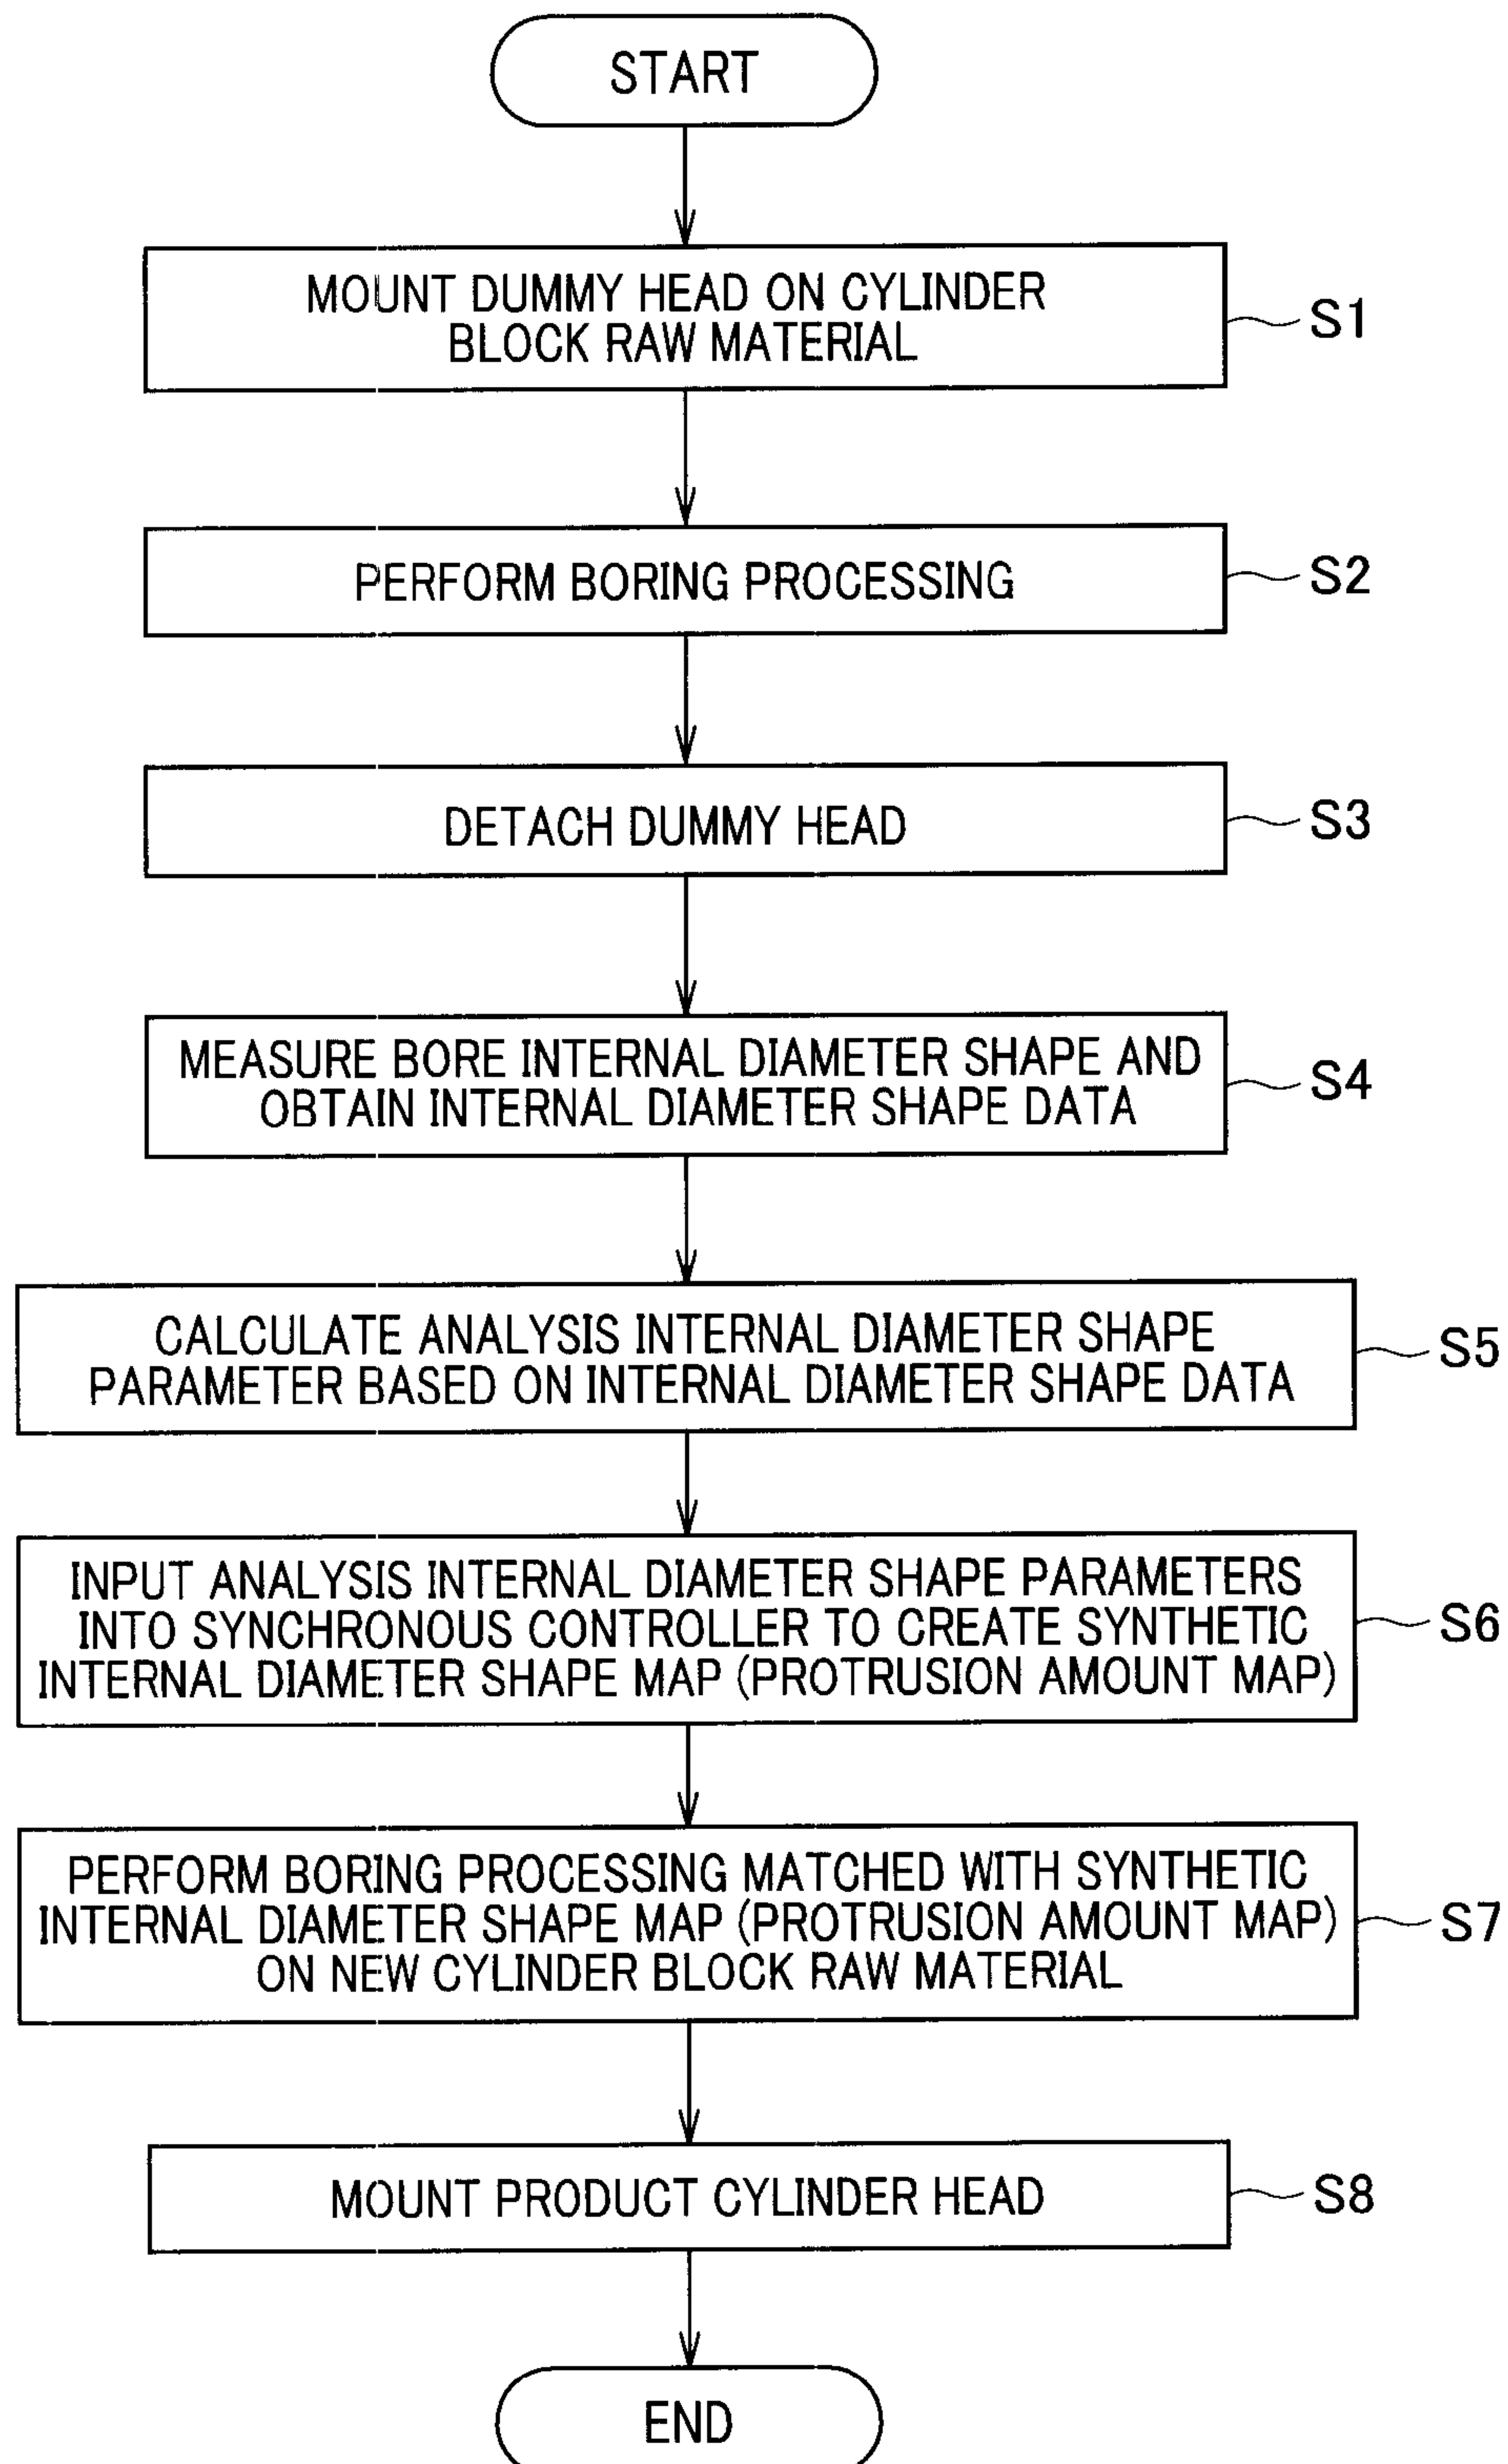 START
MOUNT DUMMY HEAD ON CYLINDER
BLOCK RAW MATERIAL
S1
PERFORM BORING PROCESSING
S2
DETACH DUMMY HEAD
S3
MEASURE BORE INTERNAL DIAMETER SHAPE AND
OBTAIN INTERNAL DIAMETER SHAPE DATA
S4
CALCULATE ANALYSIS INTERNAL DIAMETER SHAPE
PARAMETER BASED ON INTERNAL DIAMETER SHAPE DATA
S5
INPUT ANALYSIS INTERNAL DIAMETER SHAPE PARAMETERS
INTO SYNCHRONOUS CONTROLLER TO CREATE SYNTHETIC
INTERNAL DIAMETER SHAPE MAP (PROTRUSION AMOUNT MAP)
S6
PERFORM BORING PROCESSING MATCHED WITH SYNTHETIC
INTERNAL DIAMETER SHAPE MAP (PROTRUSION AMOUNT MAP)
ON NEW CYLINDER BLOCK RAW MATERIAL
S7
MOUNT PRODUCT CYLINDER HEAD
S8
END